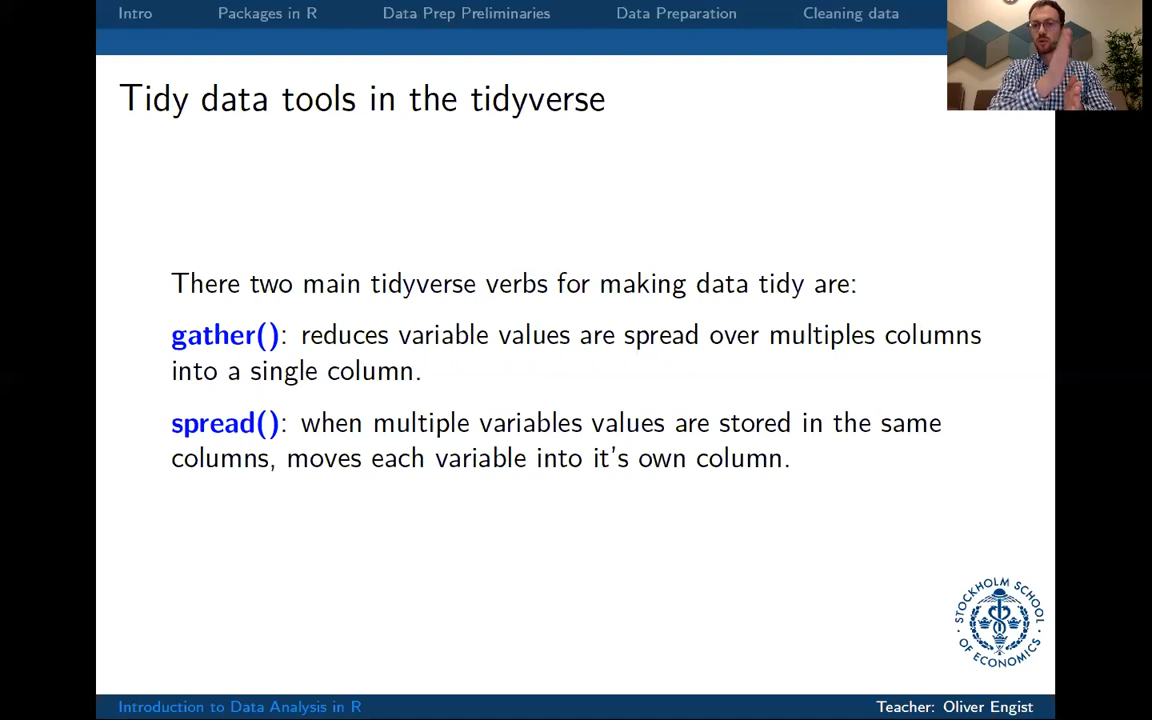 Intro Packages in R Data Prep Preliminaries Data Preparation Cleaning data
Tidy data tools in the tidyverse
There two main tidyverse verbs for making data tidy are:
gather(): reduces variable values are spread over multiples columns
into a single column.
spread(): when multiple variables values are stored in the same
columns, moves each variable into it's own column.
STOCKHOLM SCHOOL
OF ECONOMICS
Introduction to Data Analysis in R Teacher: Oliver Engist